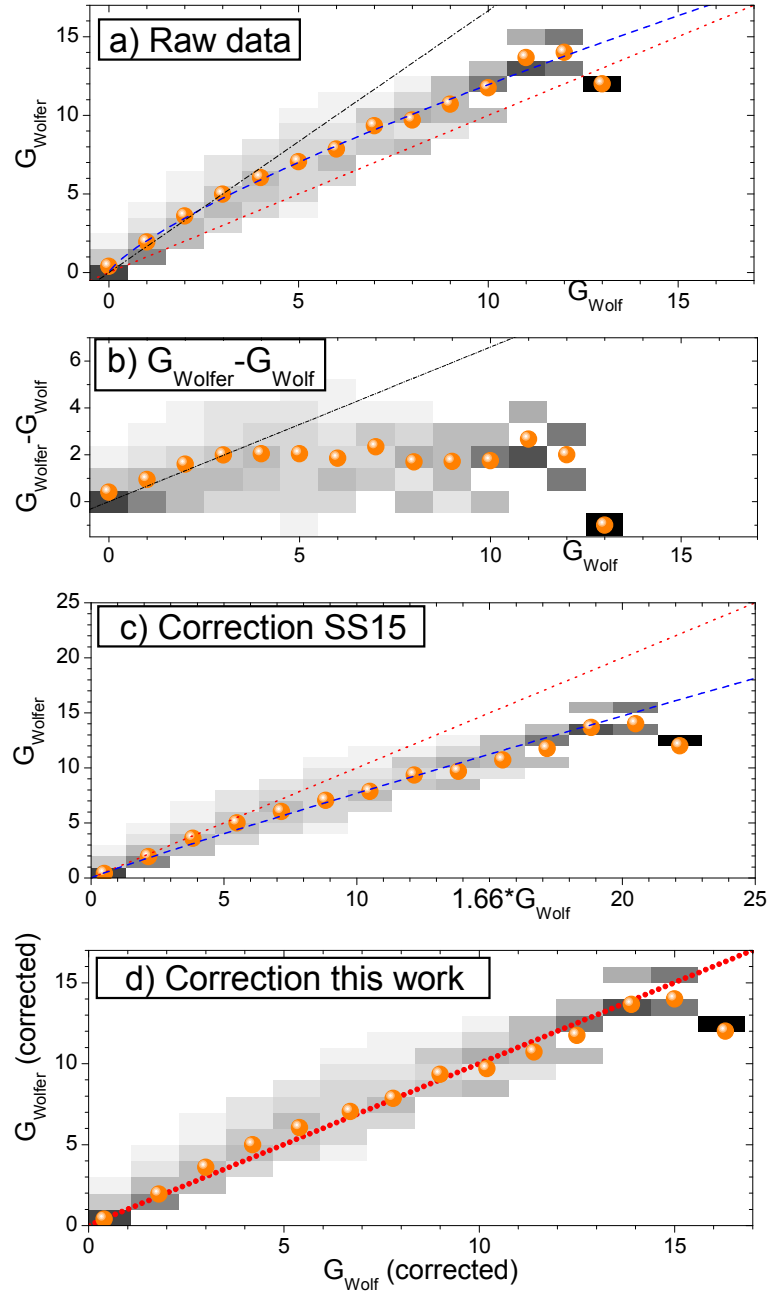 a) Raw data
15
10
5
0
G_Wolfer
0 5 10 15
G_Wolf
b) G_Wolfer-G_Wolf
6
4
2
0
G_Wolfer-G_Wolf
0 5 10 15
G_Wolf
c) Correction SS15
25
20
15
10
5
0
G_Wolfer
0 5 10 15 20 25
1.66*G_Wolf
d) Correction this work
15
10
5
0
G_Wolfer (corrected)
0 5 10 15
G_Wolf (corrected)